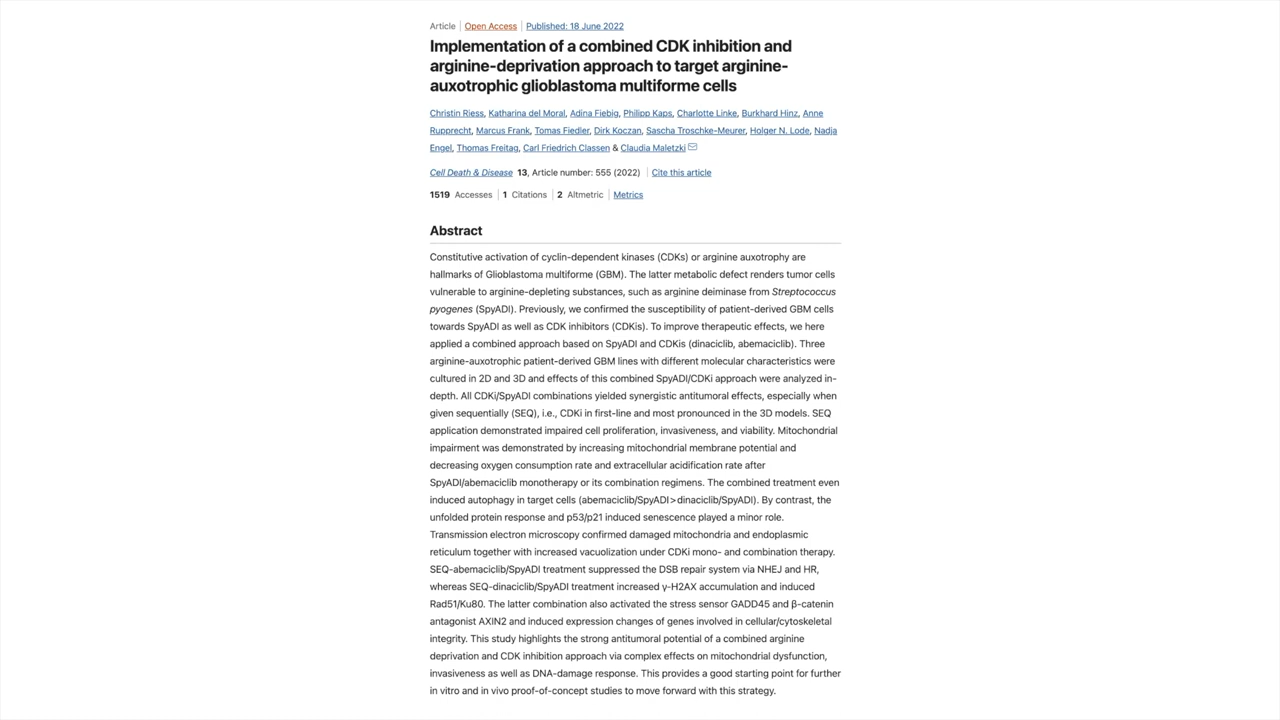 Article Open Access Published: 18 June 2022
Implementation of a combined CDK inhibition and
arginine-deprivation approach to target arginine-
auxotrophic glioblastoma multiforme cells
Christin Riess, Katharina del Moral, Adina Fiebig, Philipp Kaps, Charlotte Linke, Burkhard Hinz, Anne
Rupprecht, Marcus Frank, Tomas Fiedler, Dirk Koczan, Sascha Troschke-Meurer, Holger N. Lode, Nadja
Engel, Thomas Freitag, Carl Friedrich Classen & Claudia Maletzki
Cell Death & Disease 13, Article number: 555 (2022) Cite this article
1519 Accesses 1 Citations 2 Altmetric Metrics
Abstract
Constitutive activation of cyclin-dependent kinases (CDKs) or arginine auxotrophy are
hallmarks of Glioblastoma multiforme (GBM). The latter metabolic defect renders tumor cells
vulnerable to arginine-depleting substances, such as arginine deiminase from Streptococcus
pyogenes (SpyADI). Previously, we confirmed the susceptibility of patient-derived GBM cells
towards SpyADI as well as CDK inhibitors (CDKis). To improve therapeutic effects, we here
applied a combined approach based on SpyADI and CDKis (dinaciclib, abemaciclib). Three
arginine-auxotrophic patient-derived GBM lines with different molecular characteristics were
cultured in 2D and 3D and effects of this combined SpyADI/CDKi approach were analyzed in-
depth. All CDKi/SpyADI combinations yielded synergistic antitumoral effects, especially when
given sequentially (SEQ), i.e., CDKi in first-line and most pronounced in the 3D models. SEQ
application demonstrated impaired cell proliferation, invasiveness, and viability. Mitochondrial
impairment was demonstrated by increasing mitochondrial membrane potential and
decreasing oxygen consumption rate and extracellular acidification rate after
SpyADI/abemaciclib monotherapy or its combination regimens. The combined treatment even
induced autophagy in target cells (abemaciclib/SpyADI>dinaciclib/SpyADI). By contrast, the
unfolded protein response and p53/p21 induced senescence played a minor role.
Transmission electron microscopy confirmed damaged mitochondria and endoplasmic
reticulum together with increased vacuolization under CDKi mono- and combination therapy.
SEQ-abemaciclib/SpyADI treatment suppressed the DSB repair system via NHEJ and HR,
whereas SEQ-dinaciclib/SpyADI treatment increased γ-H2AX accumulation and induced
Rad51/Ku80. The latter combination also activated the stress sensor GADD45 and β-catenin
antagonist AXIN2 and induced expression changes of genes involved in cellular/cytoskeletal
integrity. This study highlights the strong antitumoral potential of a combined arginine
deprivation and CDK inhibition approach via complex effects on mitochondrial dysfunction,
invasiveness as well as DNA-damage response. This provides a good starting point for further
in vitro and in vivo proof-of-concept studies to move forward with this strategy.